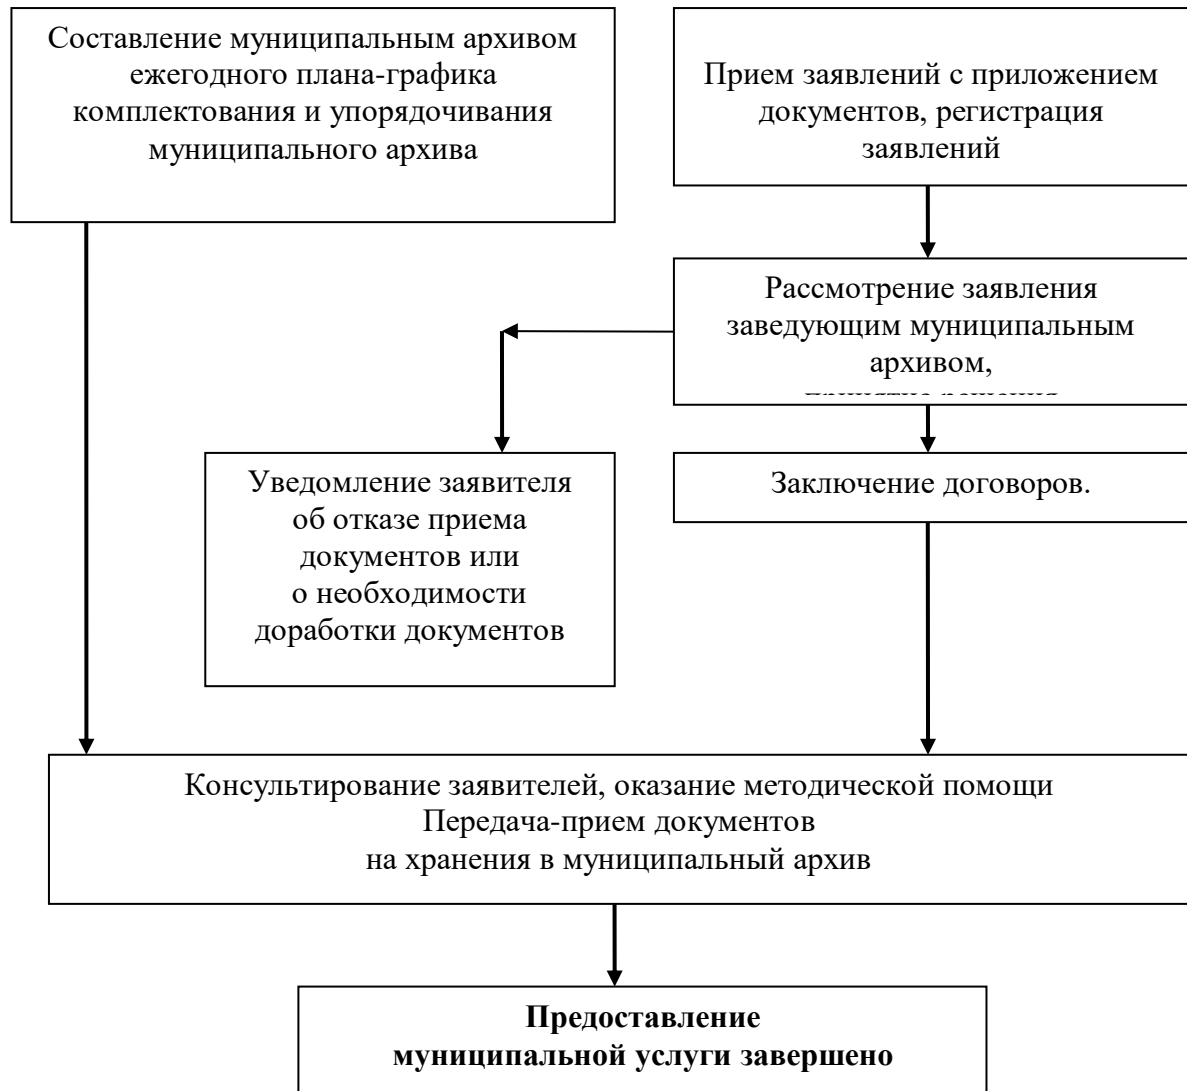 Составление муниципальным архивом
ежегодного плана-графика
комплектования и упорядочивания
муниципального архива
Прием заявлений с приложением
документов, регистрация
заявлений
Рассмотрение заявления
заведующим муниципальным
архивом,
принятие решения
Уведомление заявителя
об отказе приема
документов или
о необходимости
доработки документов
Заключение договоров.
Консультирование заявителей, оказание методической помощи
Передача-прием документов
на хранения в муниципальный архив
Предоставление
муниципальной услуги завершено